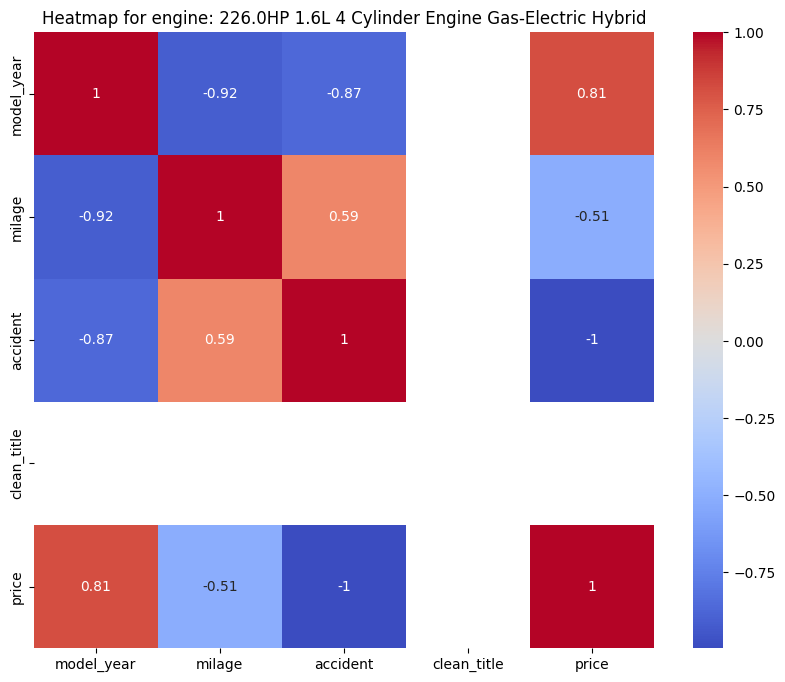 Heatmap for engine: 226.0HP 1.6L 4 Cylinder Engine Gas-Electric Hybrid
model_year
1
-0.92
-0.87
0.81
milage
-0.92
1
0.59
-0.51
accident
-0.87
0.59
1
-1
clean_title
price
0.81
-0.51
-1
1
model_year
milage
accident
clean_title
price
1.00
0.75
0.50
0.25
0.00
−0.25
−0.50
−0.75